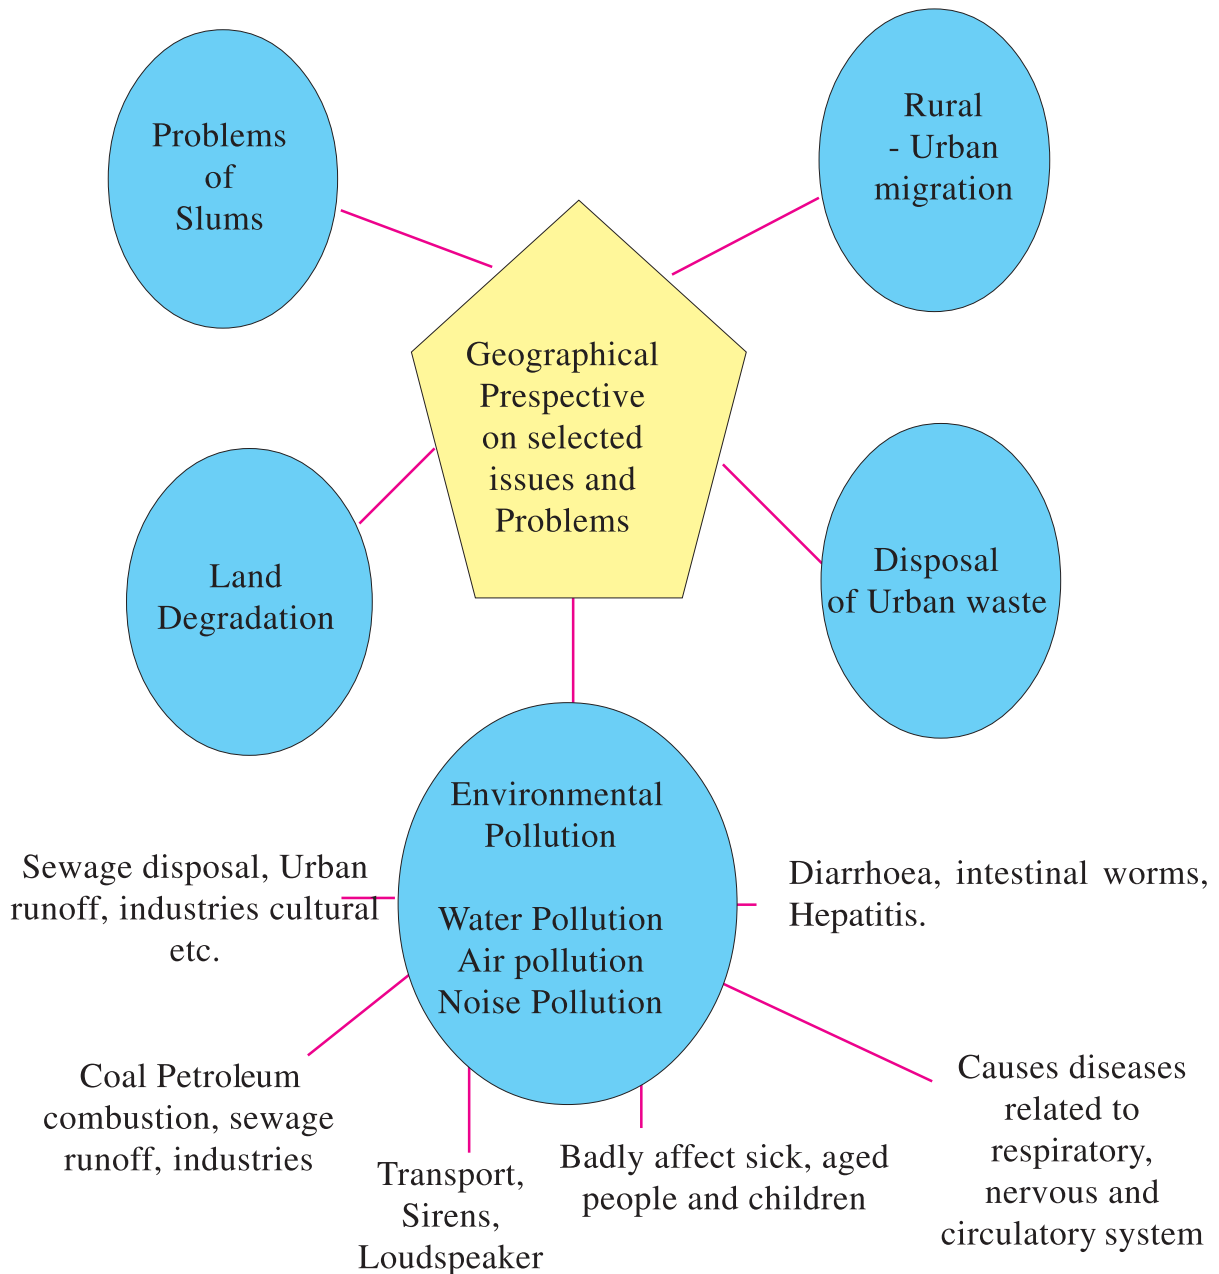 Problems
of
Slums
Rural
- Urban
migration
Geographical
Prespective
on selected
issues and
Problems
Land
Degradation
Disposal
of Urban waste
Environmental
Pollution
Water Pollution
Air pollution
Noise Pollution
Sewage disposal, Urban
runoff, industries cultural
etc.
Diarrhoea, intestinal worms,
Hepatitis.
Coal Petroleum
combustion, sewage
runoff, industries
Transport,
Sirens,
Loudspeaker
Badly affect sick, aged
people and children
Causes diseases
related to
respiratory,
nervous and
circulatory system